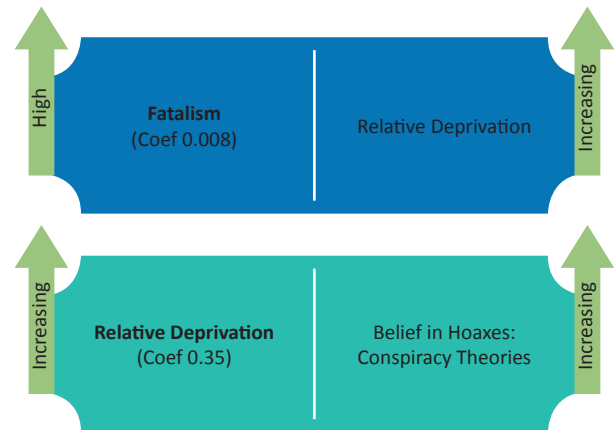 High
Fatalism
(Coef 0.008)
Relative Deprivation
Increasing
Increasing
Relative Deprivation
(Coef 0.35)
Belief in Hoaxes:
Conspiracy Theories
Increasing